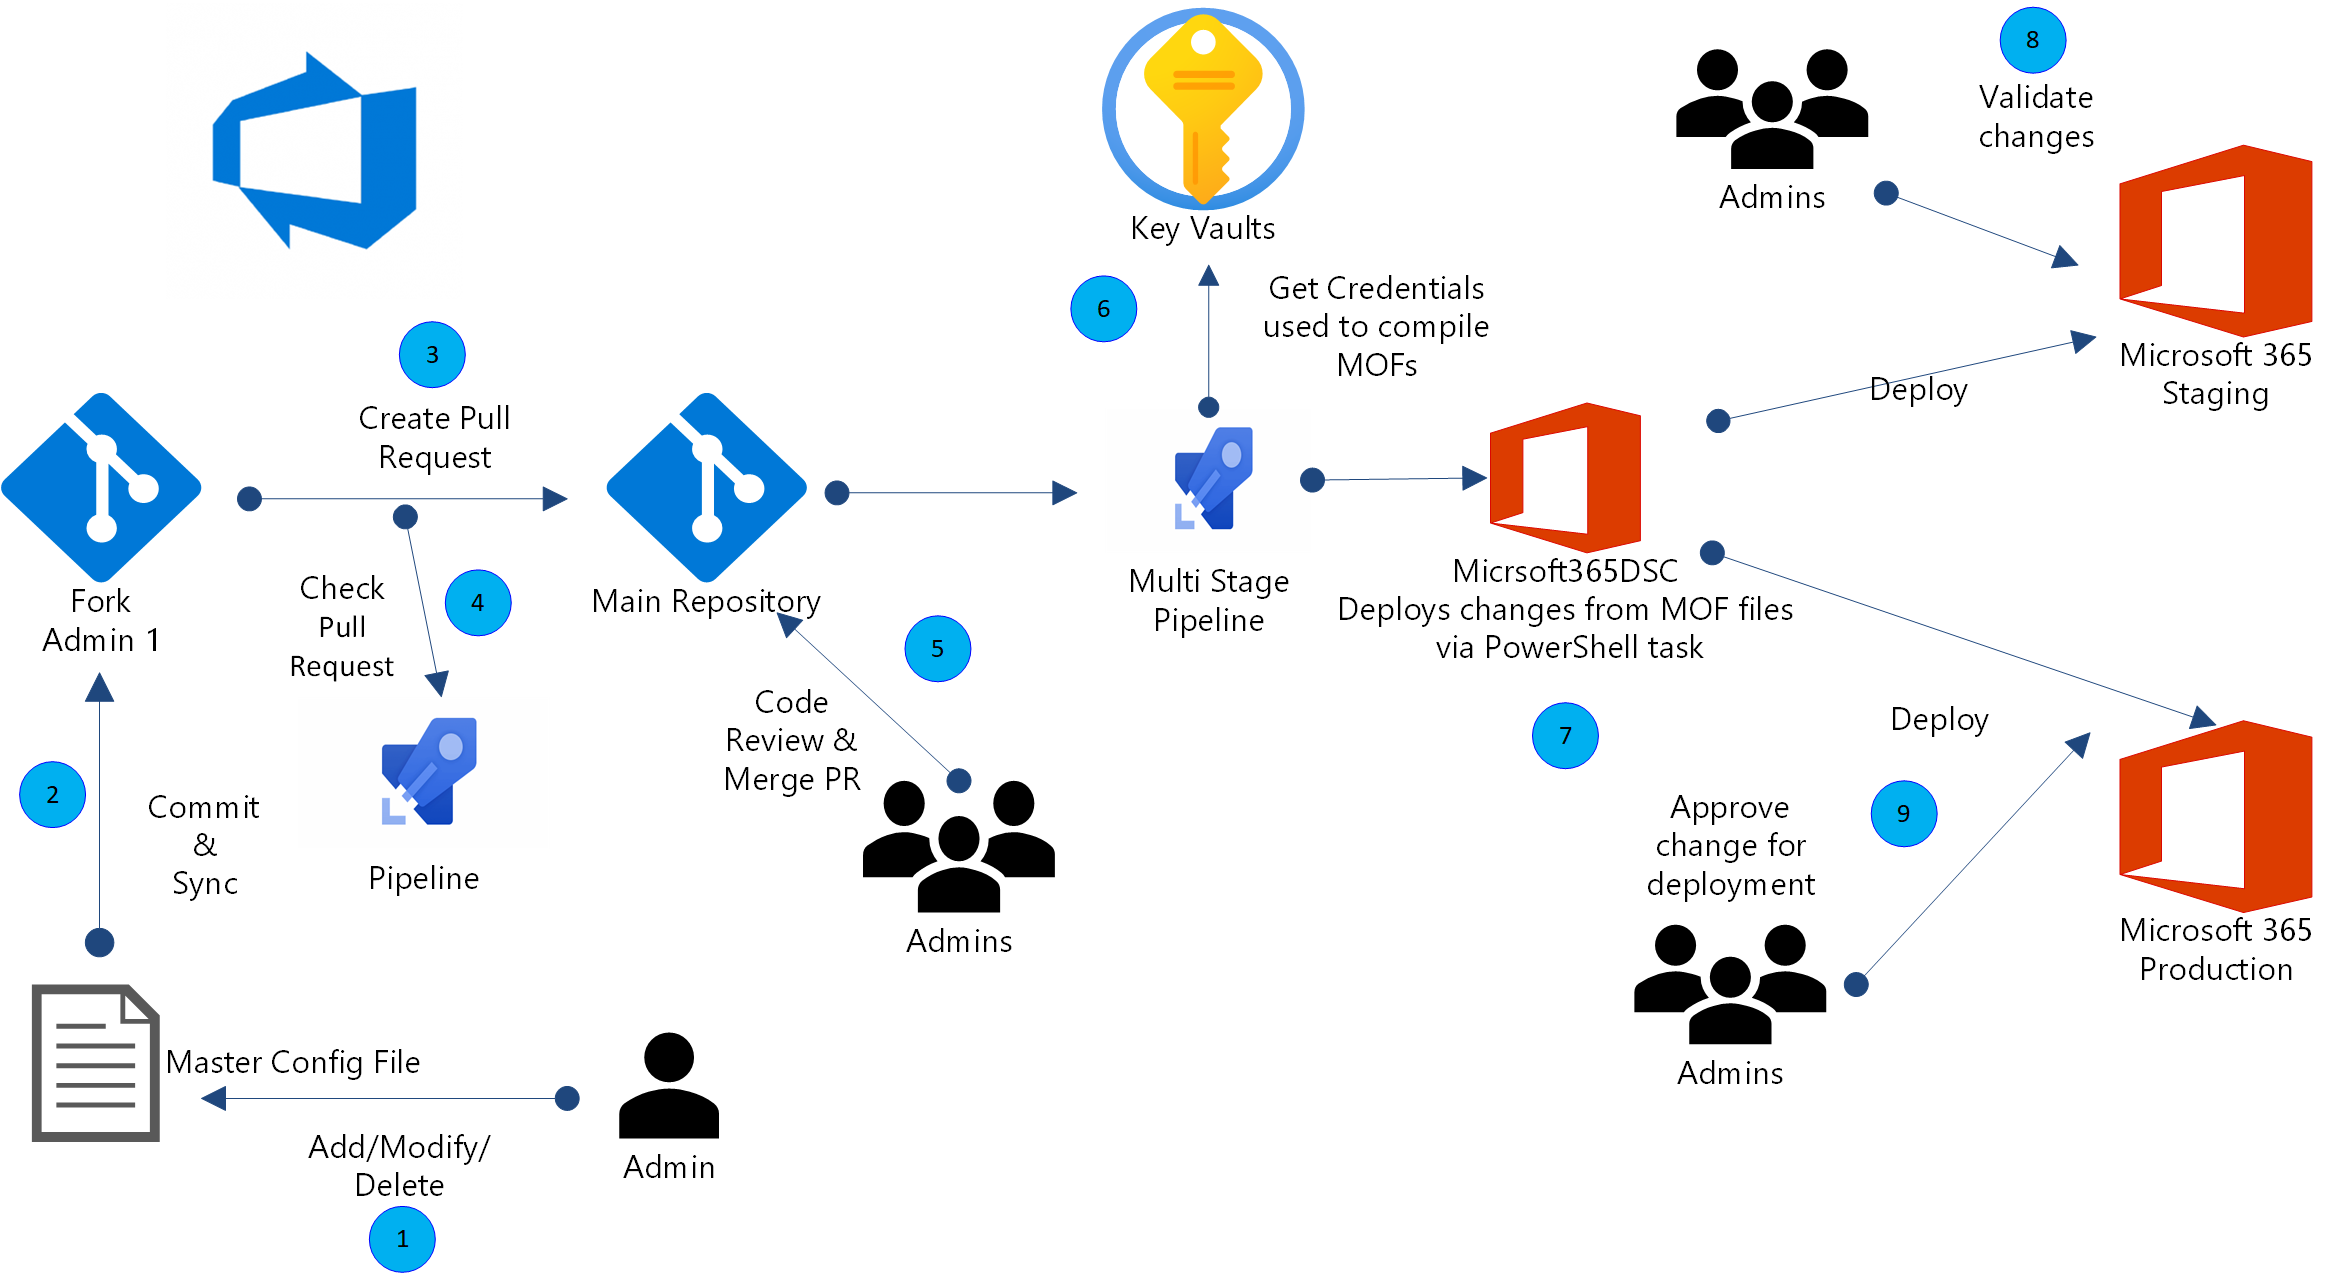 8
Validate
changes
Admins
Key Vaults
6
Get Credentials
used to compile
MOFs
Microsoft 365
Staging
Deploy
3
Create Pull
Request
Fork
Admin 1
Check
Pull
Request
4
Main Repository
Multi Stage
Pipeline
Micrsoft365DSC
Deploys changes from MOF files
via PowerShell task
5
Code
Review &
Merge PR
Admins
7
Deploy
9
Approve
change for
deployment
Admins
Microsoft 365
Production
2
Commit
&
Sync
Pipeline
Master Config File
Add/Modify/
Delete
1
Admin